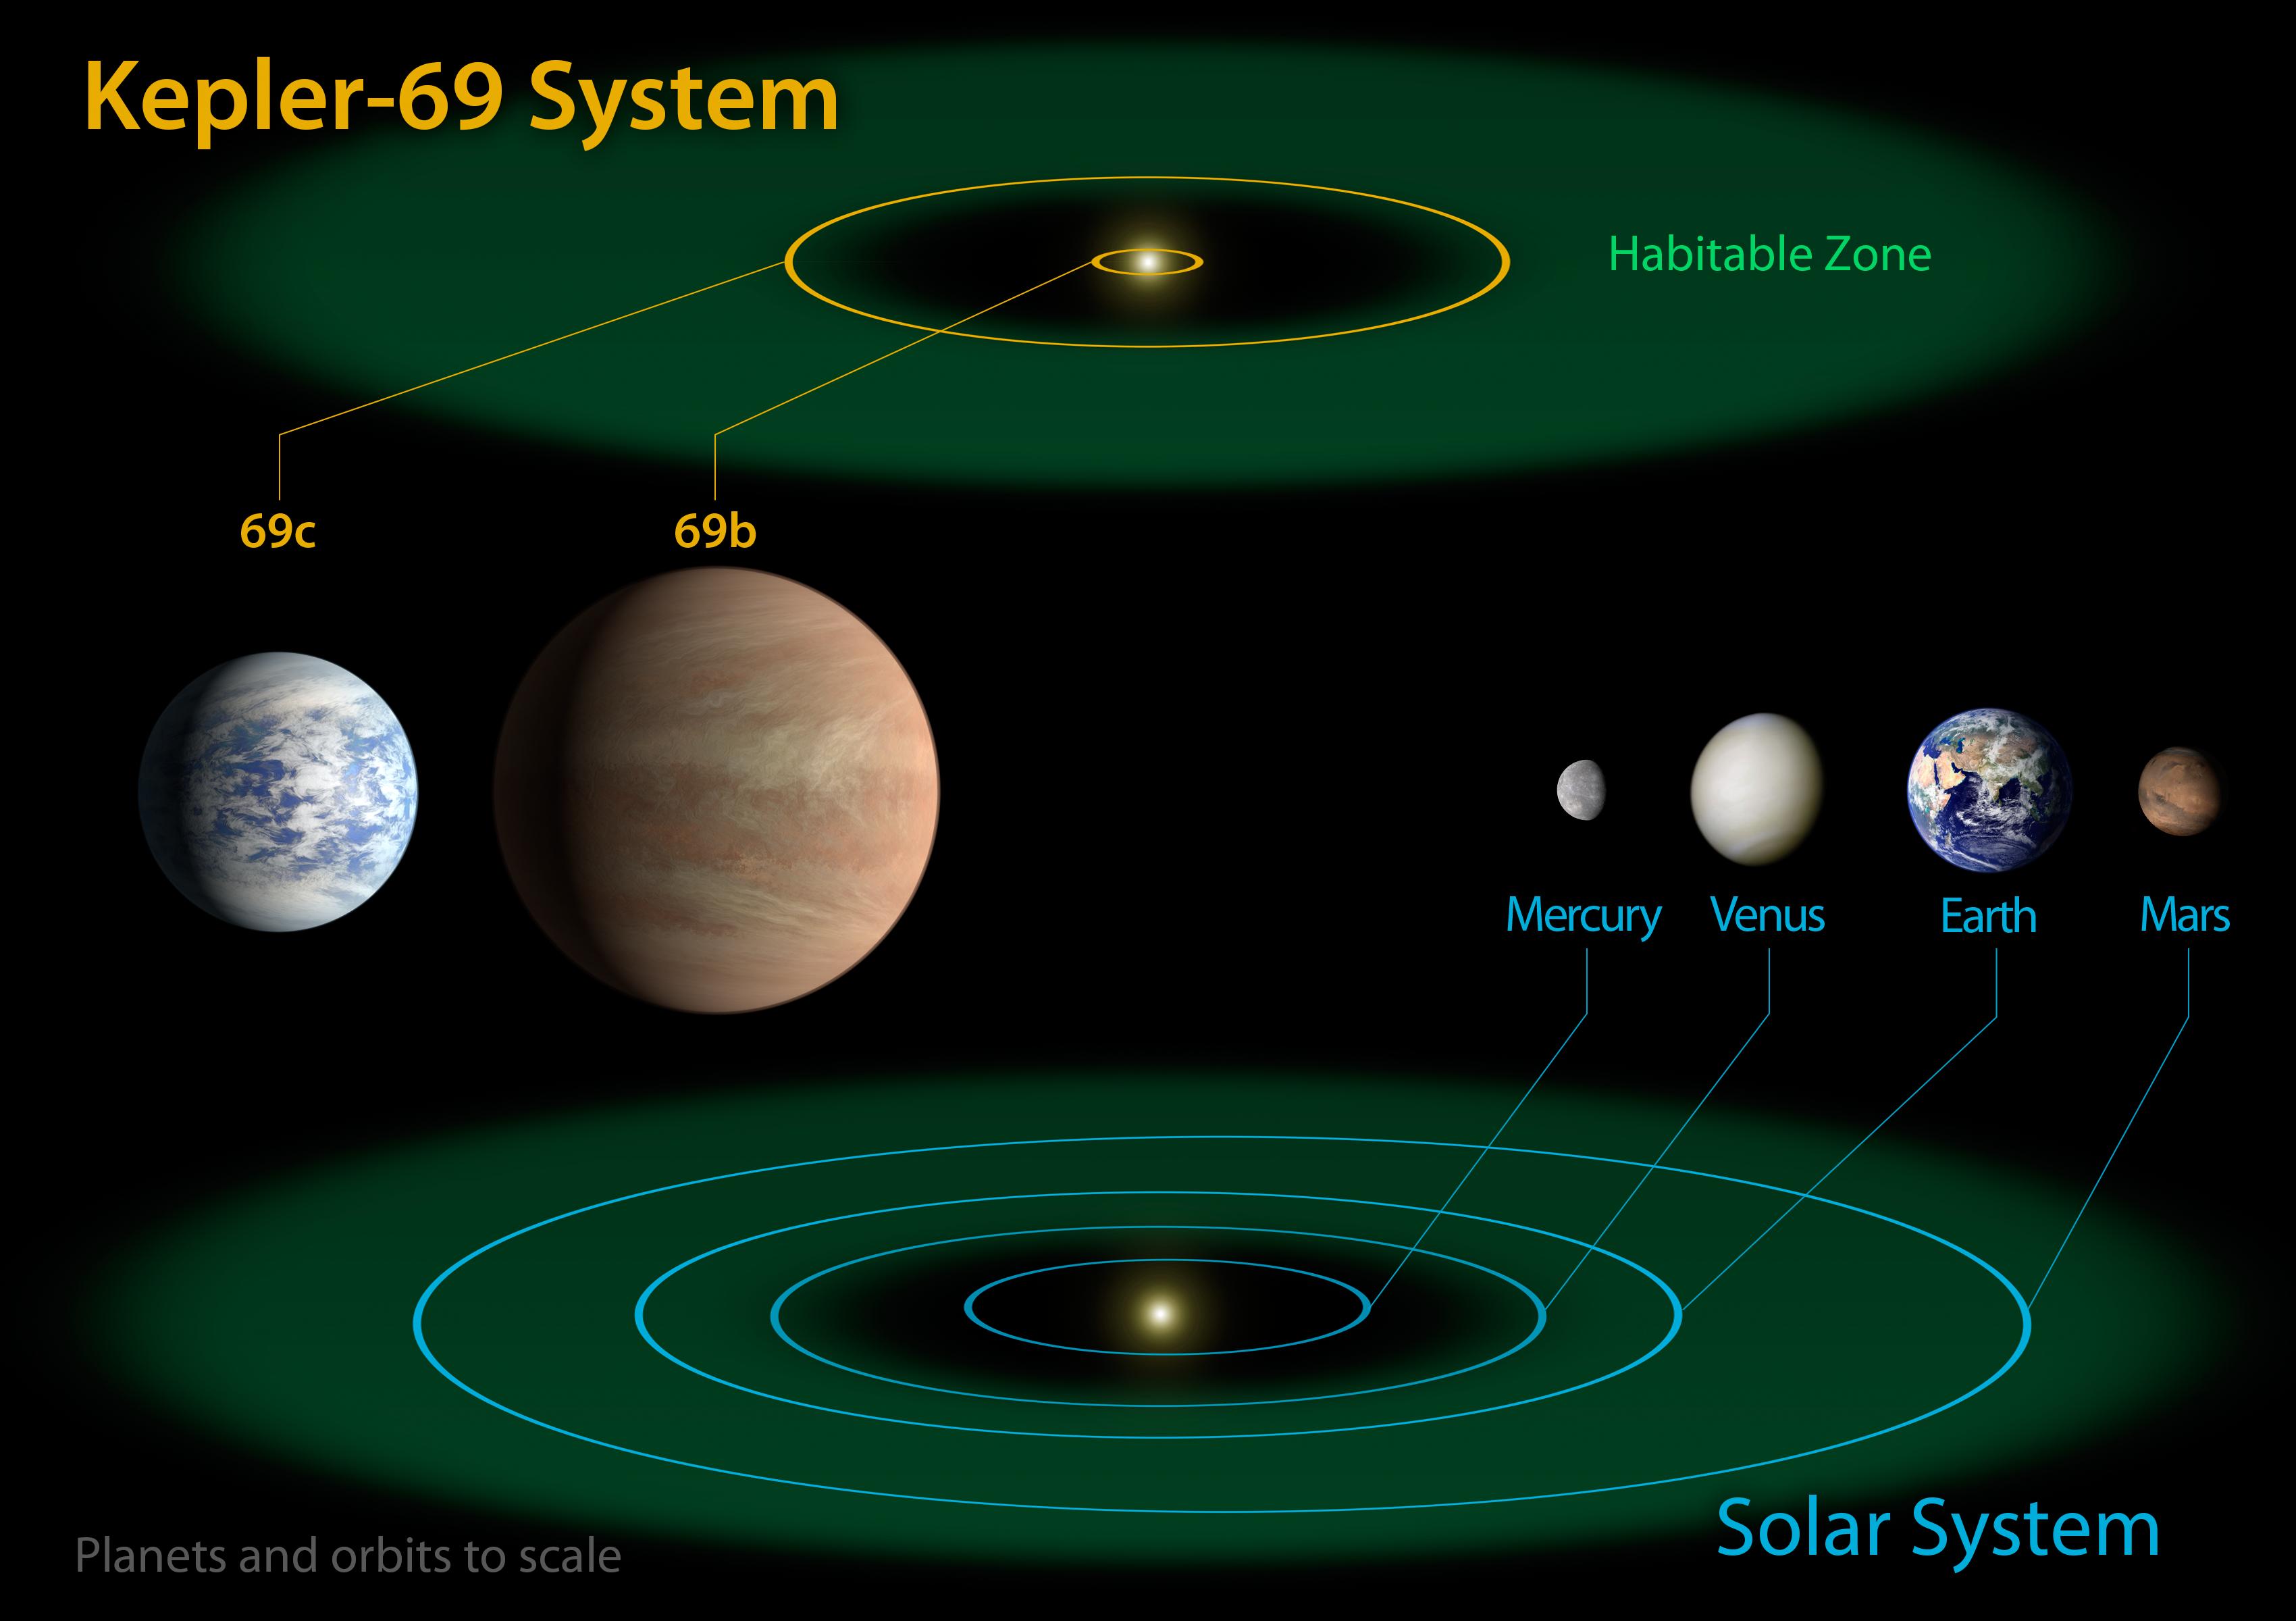 Kepler-69 System
Habitable Zone
69c
69b
Mercury
Venus
Earth
Mars
Solar System
Planets and orbits to scale